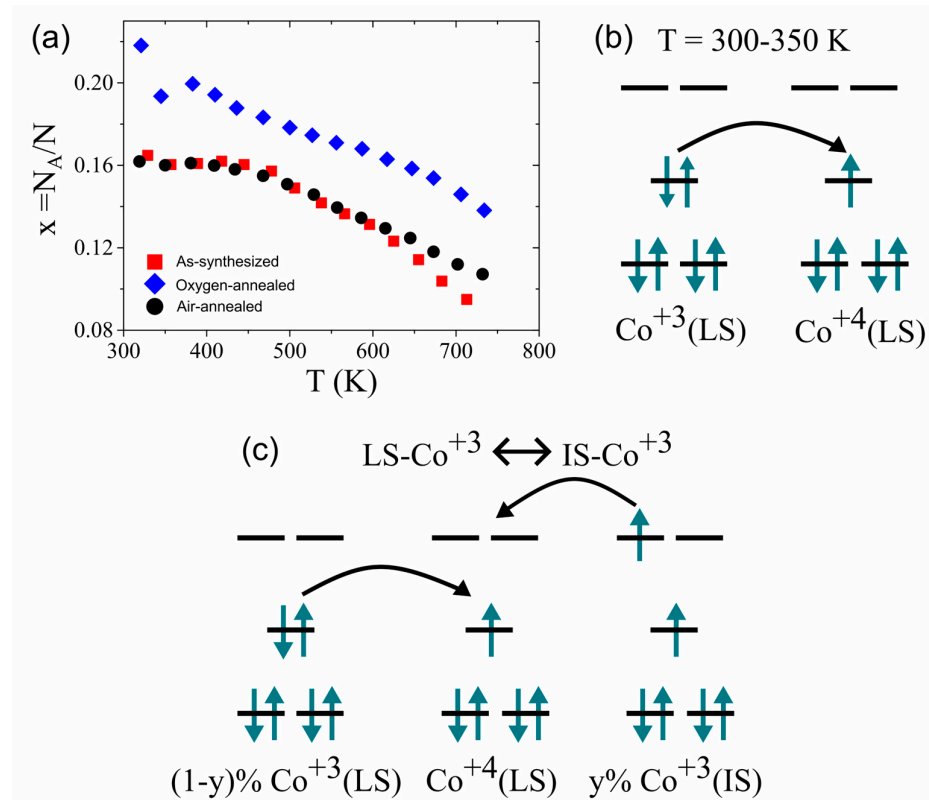 (a)
x =N_A/N
0.20
0.16
0.12
0.08
As-synthesized
Oxygen-annealed
Air-annealed
300 400 500 600 700 800
T (K)
(b) T = 300-350 K
Co^+3(LS) Co^+4(LS)
(c)
LS-Co^+3 IS-Co^+3
(1-y)% Co^+3(LS) Co^+4(LS) y% Co^+3(IS)